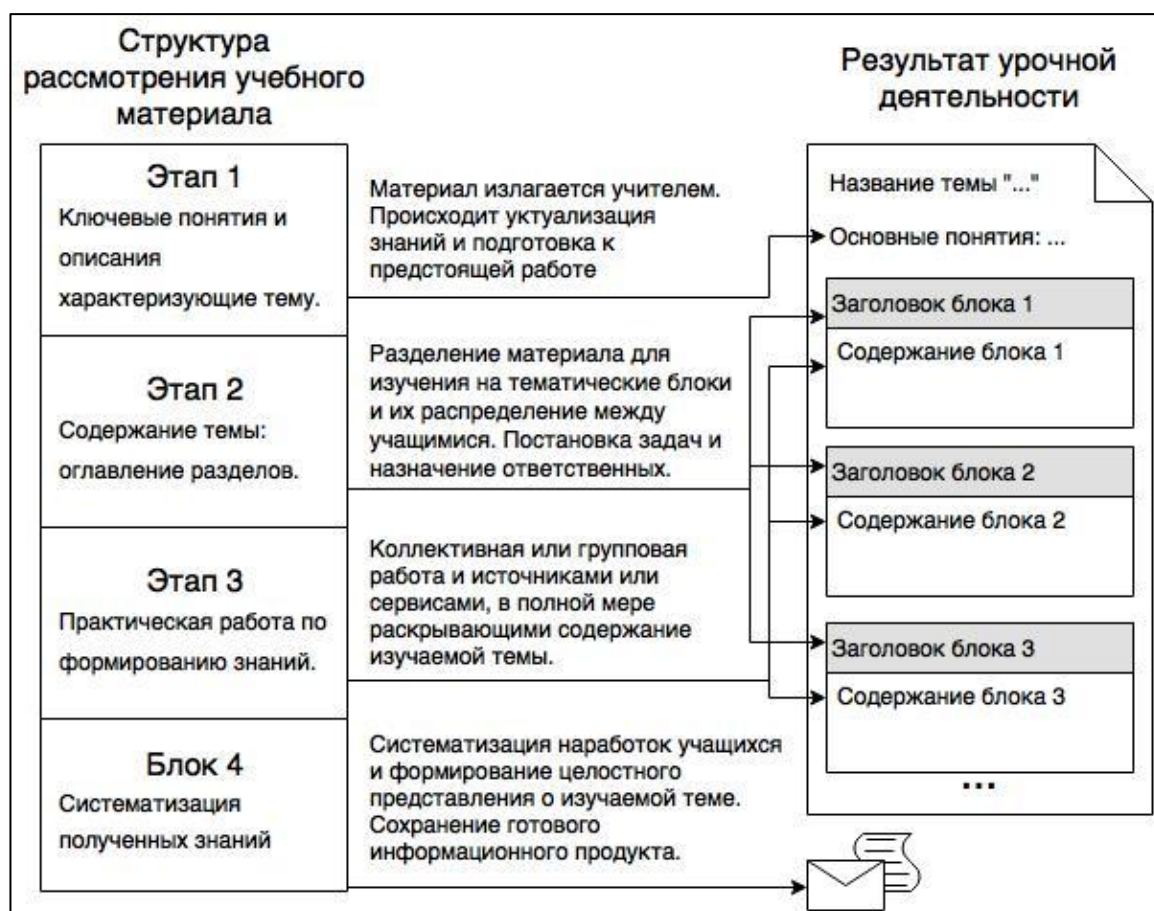 Структура
рассмотрения учебного
материала
Этап 1
Ключевые понятия и
описания
характеризующие тему.
Этап 2
Содержание темы:
оглавление разделов.
Этап 3
Практическая работа по
формированию знаний.
Блок 4
Систематизация
полученных знаний
Материал излагается учителем.
Происходит уктуализация
знаний и подготовка к
предстоящей работе
Разделение материала для
изучения на тематические блоки
и их распределение между
учащимися. Постановка задач и
назначение ответственных.
Коллективная или групповая
работа и источниками или
сервисами, в полной мере
раскрывающими содержание
изучаемой темы.
Систематизация наработок учащихся
и формирование целостного
представления о изучаемой теме.
Сохранение готового
информационного продукта.
Результат урочной
деятельности
Название темы "..."
Основные понятия: ...
Заголовок блока 1
Содержание блока 1
Заголовок блока 2
Содержание блока 2
Заголовок блока 3
Содержание блока 3
...